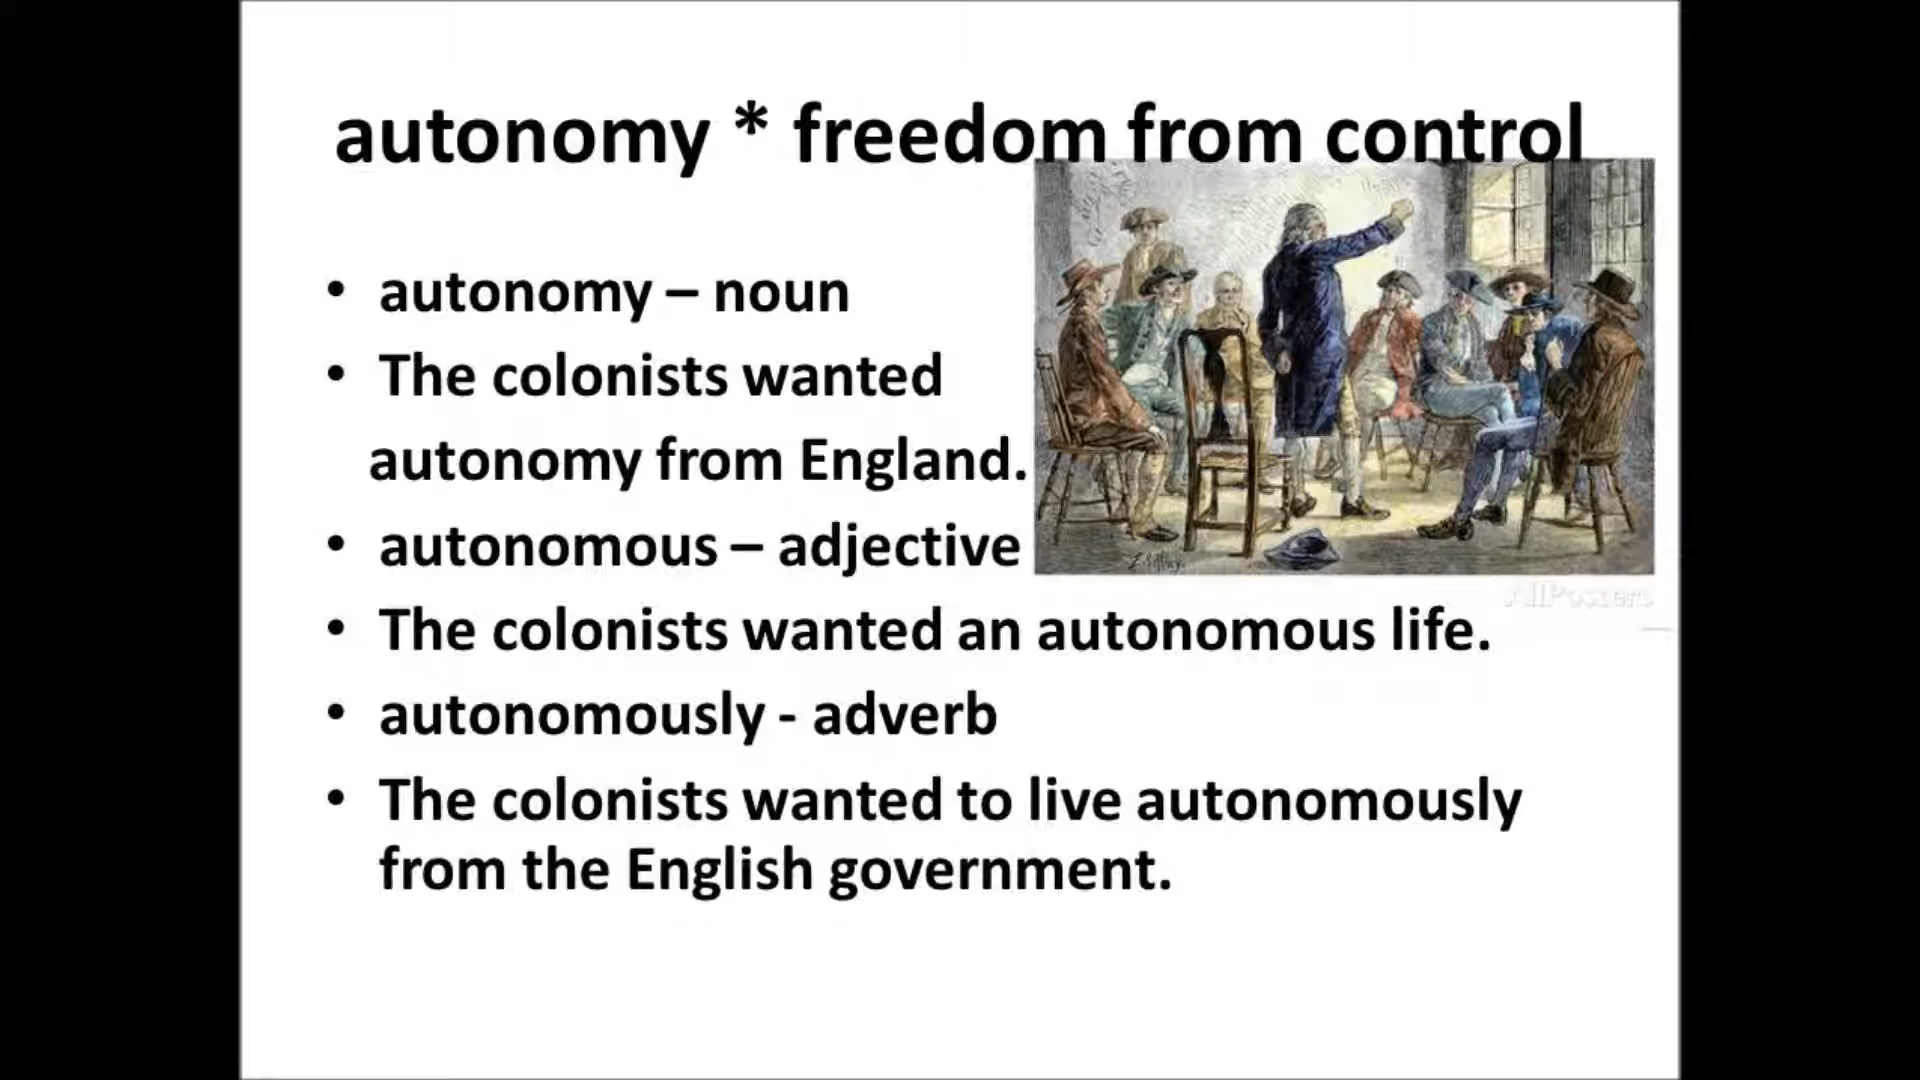 autonomy * freedom from control
• autonomy – noun
• The colonists wanted
autonomy from England.
• autonomous – adjective
• The colonists wanted an autonomous life.
• autonomously - adverb
• The colonists wanted to live autonomously
from the English government.
AllPosters